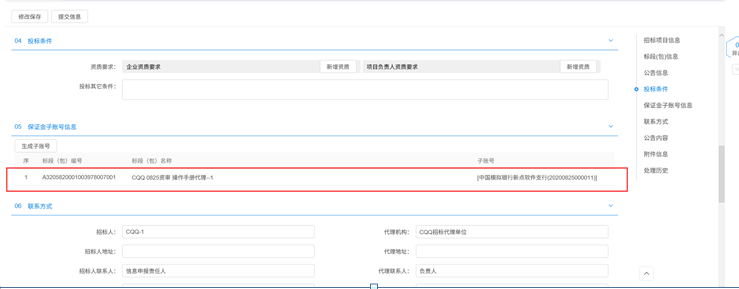 修改保存 提交信息
04 投标条件
资质要求： 企业资质要求 新增资质 项目负责人资质要求 新增资质
投标其它条件：
05 保证金子账号信息
生成子账号
序 标段（包）编号 标段（包）名称 子账号
1 A3205820001003978007001 CQQ 0825资审 操作手册代理--1 [中国模拟银行新点软件支行(20200825000011)]
06 联系方式
招标人： CQQ-1 代理机构： CQQ招标代理单位
招标人地址： 代理地址：
招标人联系人： 信息申报责任人 代理联系人： 负责人
招标项目信息
标段(包)信息
公告信息
投标条件
保证金子账号信息
联系方式
公告内容
附件信息
处理历史